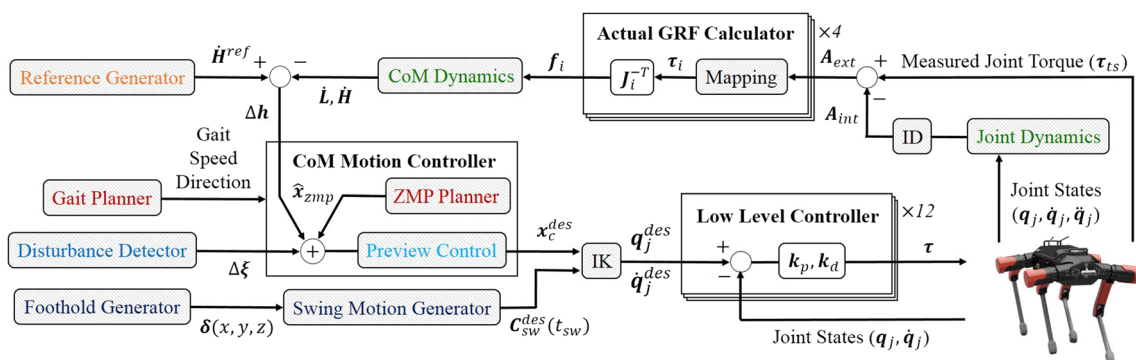 Actual GRF Calculator
×4
Ḣ^ref
+
−
Reference Generator
CoM Dynamics
f_i
J_i^{-T}
τ_i
Mapping
A_ext
+
−
Measured Joint Torque (τ_ts)
L̇, Ḣ
Δh
A_int
ID
Joint Dynamics
Gait
Speed
Direction
CoM Motion Controller
Gait Planner
x̂_zmp
ZMP Planner
Joint States
(q_j, q̇_j, q̈_j)
Low Level Controller
×12
Disturbance Detector
Δξ
+
Preview Control
x_c^des
IK
q_j^des
q̇_j^des
+
−
k_p, k_d
τ
Foothold Generator
δ(x, y, z)
Swing Motion Generator
C_sw^des(t_sw)
Joint States (q_j, q̇_j)